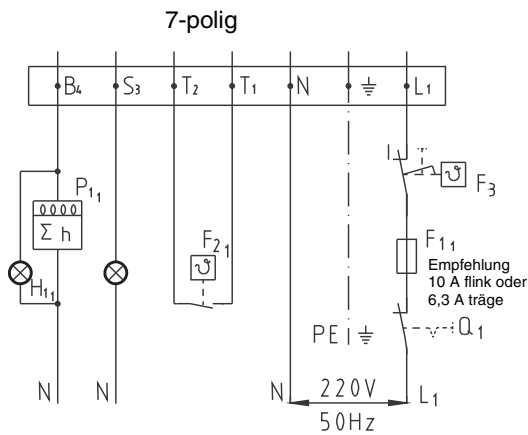 7-polig
B4 S3 T2 T1 N L1
P11
F3
Σ h
F21
F11
Empfehlung
10 A flink oder
6,3 A träge
H11
PE
Q1
N N N 220V L1
50Hz